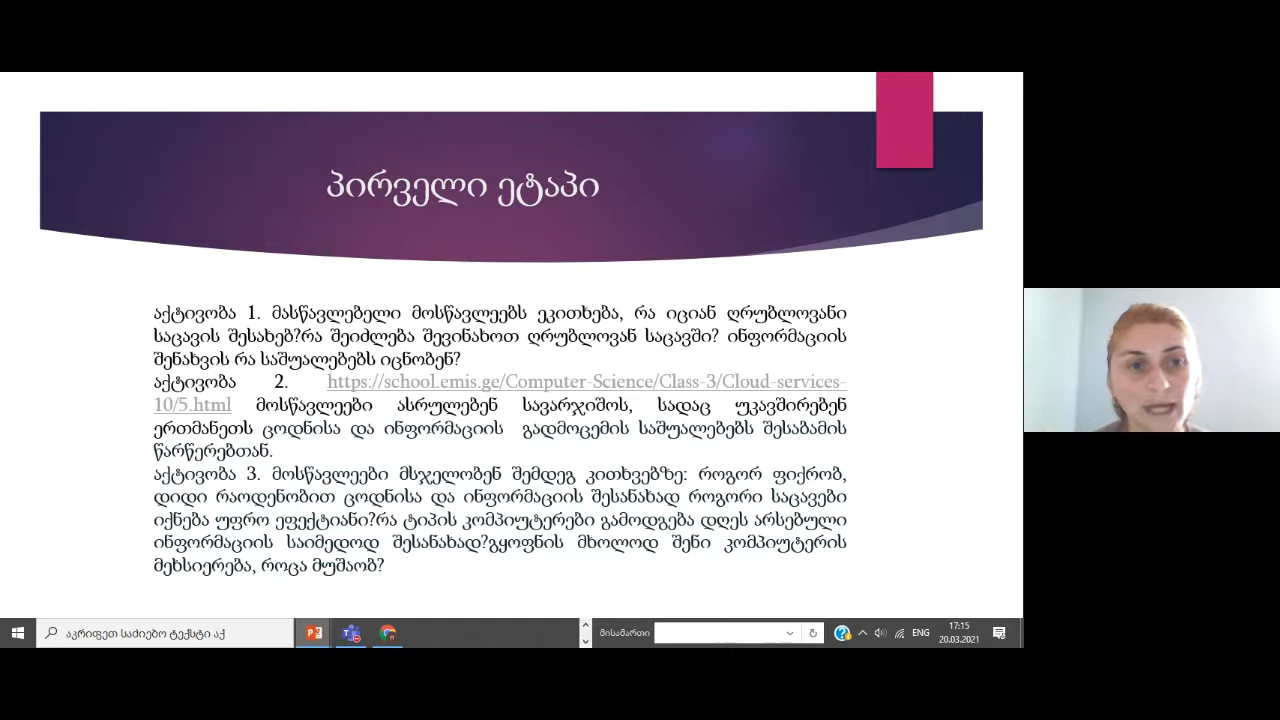 პირველი ეტაპი
აქტივობა 1. მასწავლებელი მოსწავლეებს ეკითხება, რა იციან ღრუბლოვანი
საცავის შესახებ?რა შეიძლება შევინახოთ ღრუბლოვან საცავში? ინფორმაციის
შენახვის რა საშუალებებს იცნობენ?
აქტივობა 2. https://school.emis.ge/Computer-Science/Class-3/Cloud-services-
10/5.html მოსწავლეები ასრულებენ სავარჯიშოს, სადაც უკავშირებენ
ერთმანეთს ცოდნისა და ინფორმაციის გადმოცემის საშუალებებს შესაბამის
წარწერებთან.
აქტივობა 3. მოსწავლეები მსჯელობენ შემდეგ კითხვებზე: როგორ ფიქრობ,
დიდი რაოდენობით ცოდნისა და ინფორმაციის შესანახად როგორი საცავები
იქნება უფრო ეფექტიანი?რა ტიპის კომპიუტერები გამოდგება დღეს არსებული
ინფორმაციის საიმედოდ შესანახად?გყოფნის მხოლოდ შენი კომპიუტერის
მეხსიერება, როცა მუშაობ?
აკრიფეთ საძიებო ტექსტი აქ
მისამართი
ENG
17:15
20.03.2021